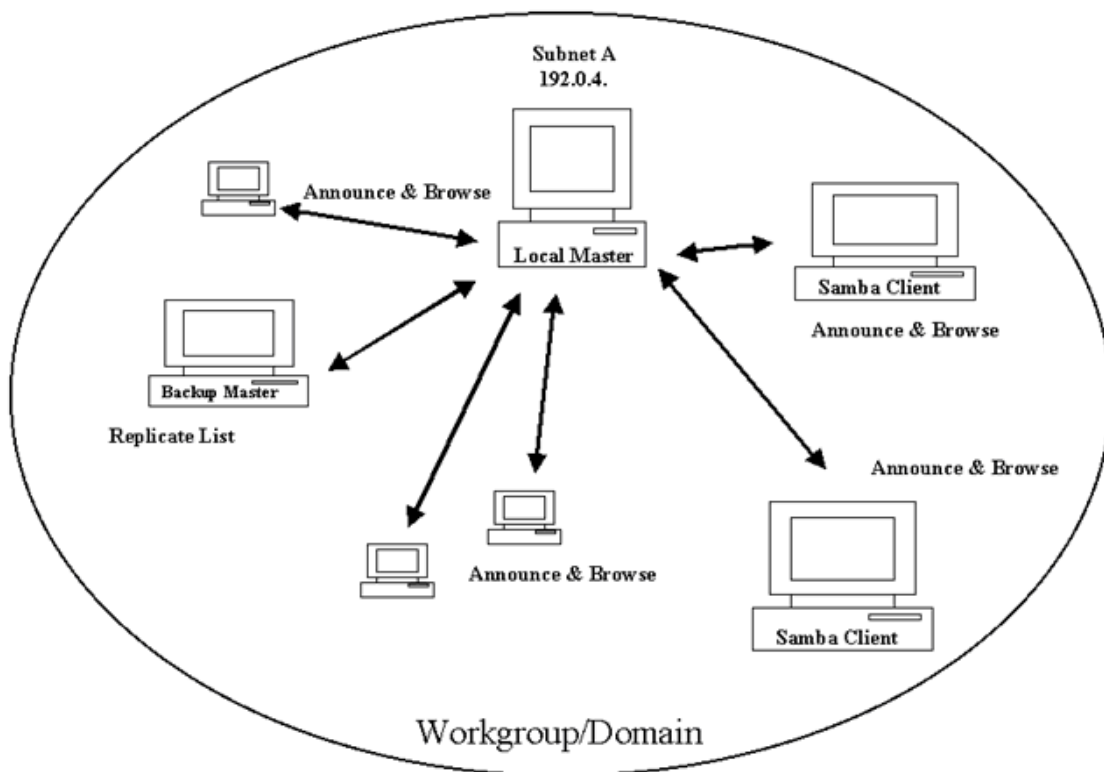 Subnet A
192.0.4.
Announce & Browse
Local Master
Samba Client
Announce & Browse
Backup Master
Replicate List
Announce & Browse
Announce & Browse
Samba Client
Workgroup/Domain